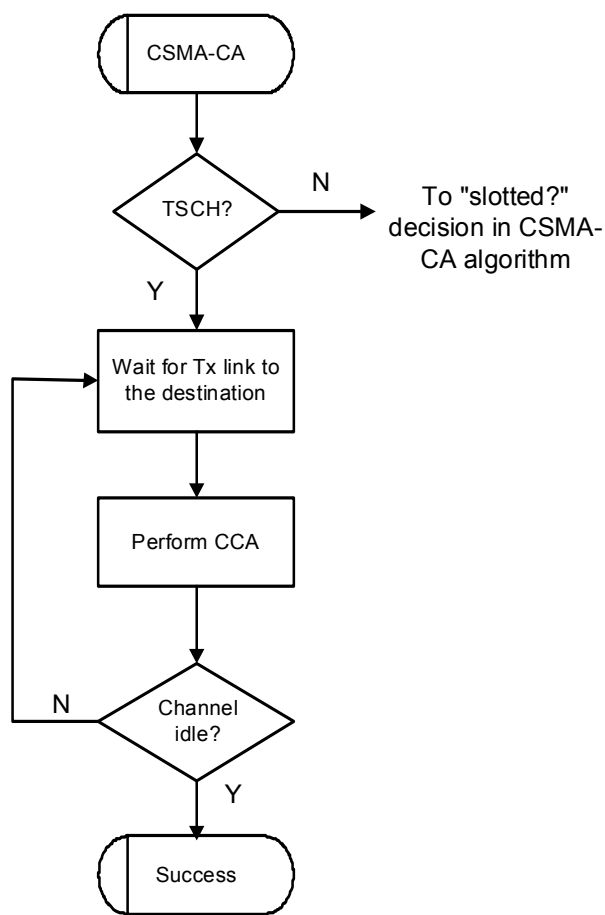 CSMA-CA
TSCH?
N
To "slotted?"
decision in CSMA-
CA algorithm
Y
Wait for Tx link to
the destination
Perform CCA
Channel
idle?
N
Y
Success